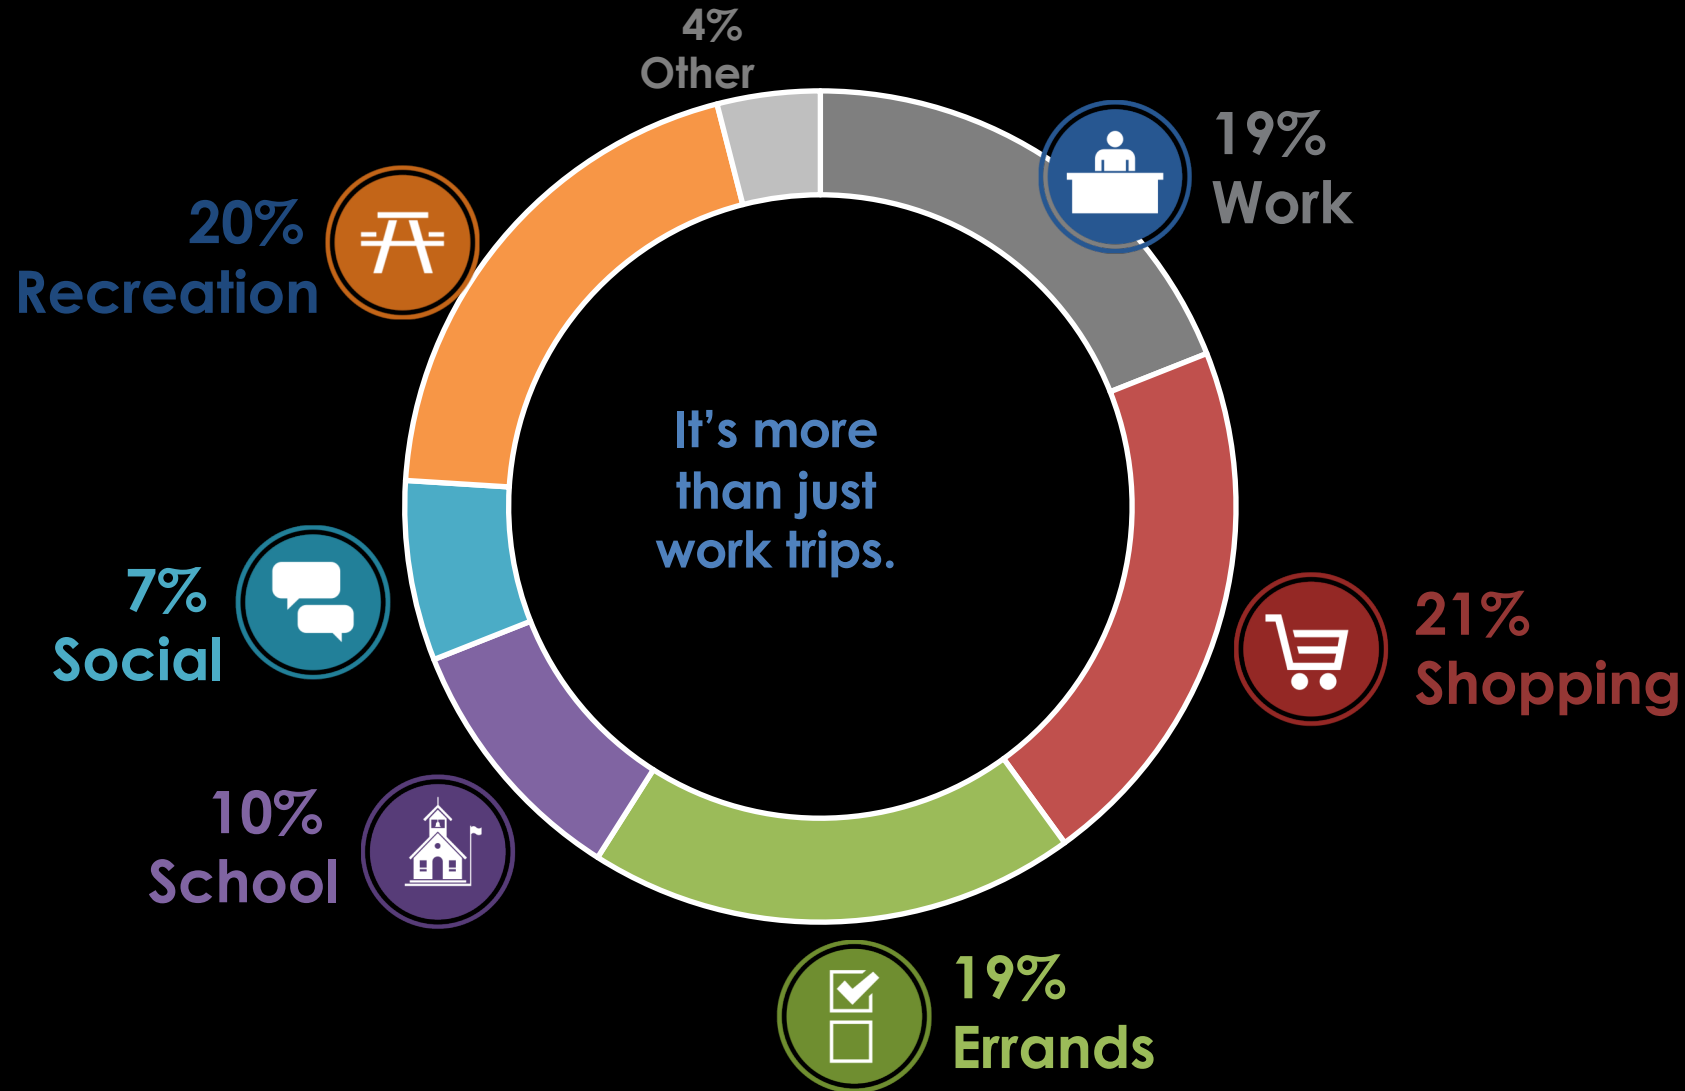 4%
Other
19%
Work
20%
Recreation
It's more
than just
work trips.
7%
Social
21%
Shopping
10%
School
19%
Errands